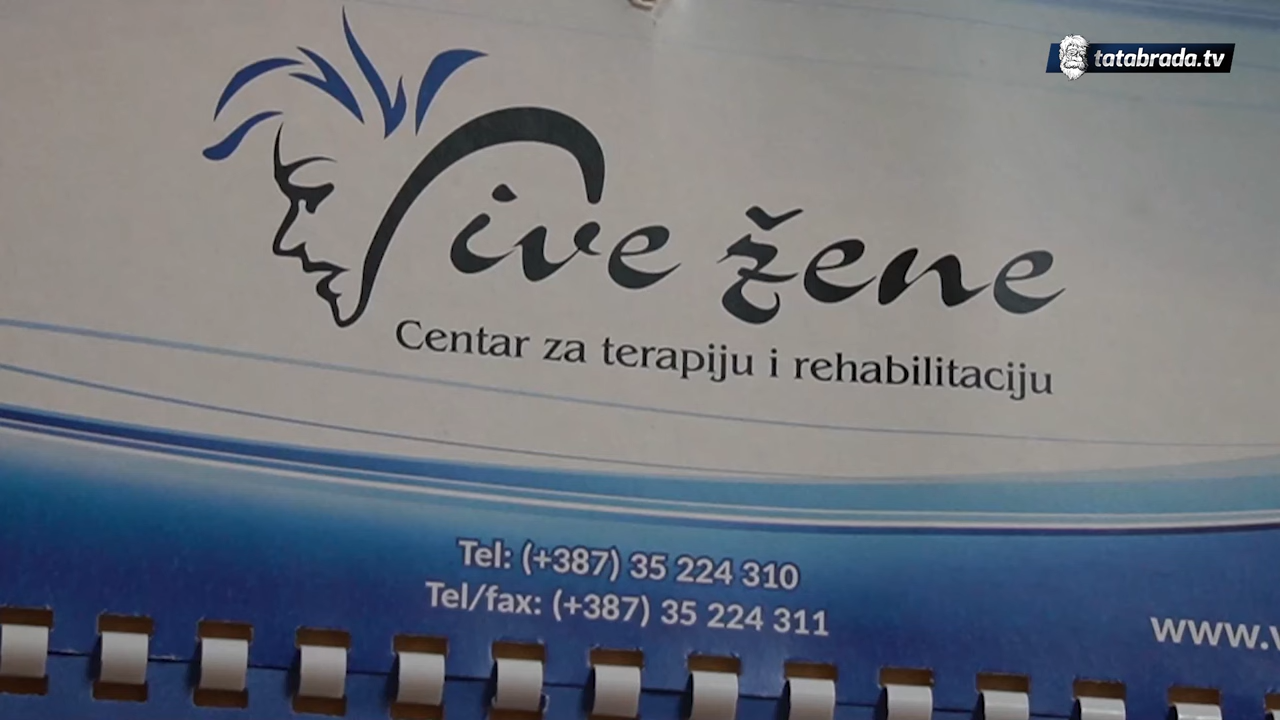 tatabrada.tv
Vive žene
Centar za terapiju i rehabilitaciju
Tel: (+387) 35 224 310
Tel/fax: (+387) 35 224 311
www.